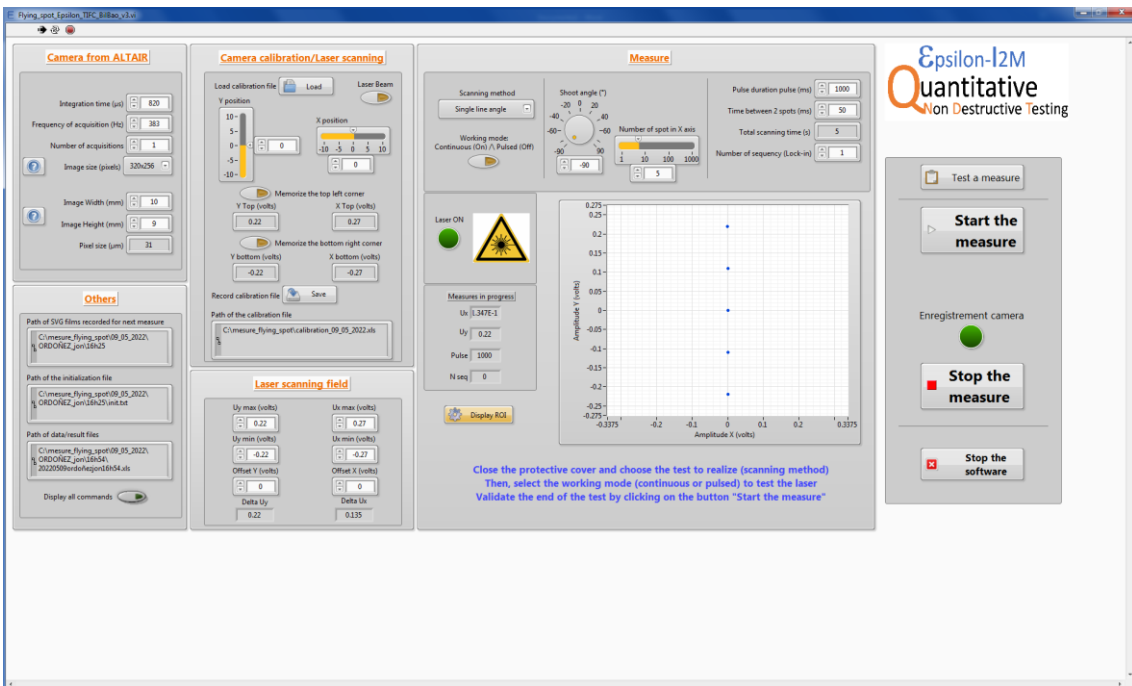 Flying_spot_Epsilon_TIFC_Bilbao_v3.vi
Camera from ALTAIR
Integration time (µs) 820
Frequency of acquisition (Hz) 383
Number of acquisitions 1
Image size (pixels) 320x256
Image Width (mm) 10
Image Height (mm) 9
Pixel size (µm) 31
Others
Path of SVG films recorded for next measure
C:\mesure_flying_spot\09_05_2022\
ORDOÑEZ_jon\16h25
Path of the initialization file
C:\mesure_flying_spot\09_05_2022\
ORDOÑEZ_jon\16h25\init.txt
Path of data/result files
C:\mesure_flying_spot\09_05_2022\
ORDOÑEZ_jon\16h54\
20220509ordoñezjon16h54.xls
Display all commands
Camera calibration/Laser scanning
Load calibration file Load Laser Beam
Y position
10
5
0
-5
-10
0
X position
-10 -5 0 5 10
0
Memorize the top left corner
Y Top (volts) X Top (volts)
0.22 0.27
Memorize the bottom right corner
Y bottom (volts) X bottom (volts)
-0.22 -0.27
Record calibration file Save
Path of the calibration file
C:\mesure_flying_spot\calibration_09_05_2022.xls
Laser scanning field
Uy max (volts) Ux max (volts)
0.22 0.27
Uy min (volts) Ux min (volts)
-0.22 -0.27
Offset Y (volts) Offset X (volts)
0 0
Delta Uy Delta Ux
0.22 0.135
Measure
Scanning method
Single line angle
Working mode:
Continuous (On) /\ Pulsed (Off)
Shoot angle (°)
-20 0 20
-40 40
-60 60
-90 90
-90
Number of spot in X axis
1 10 100 1000
5
Pulse duration pulse (ms) 1000
Time between 2 spots (ms) 50
Total scanning time (s) 5
Number of sequency (Lock-in) 1
Laser ON
Measures in progress
Ux 1.347E-1
Uy 0.22
Pulse 1000
N seq 0
Display ROI
Amplitude Y (volts)
0.275
0.25
0.2
0.15
0.1
0.05
0
-0.05
-0.1
-0.15
-0.2
-0.25
-0.275
-0.3375 -0.2 -0.1 0 0.1 0.2 0.3375
Amplitude X (volts)
Close the protective cover and choose the test to realize (scanning method)
Then, select the working mode (continuous or pulsed) to test the laser
Validate the end of the test by clicking on the button "Start the measure"
Epsilon-I2M
Quantitative
Non Destructive Testing
Test a measure
Start the
measure
Enregistrement camera
Stop the
measure
Stop the
software